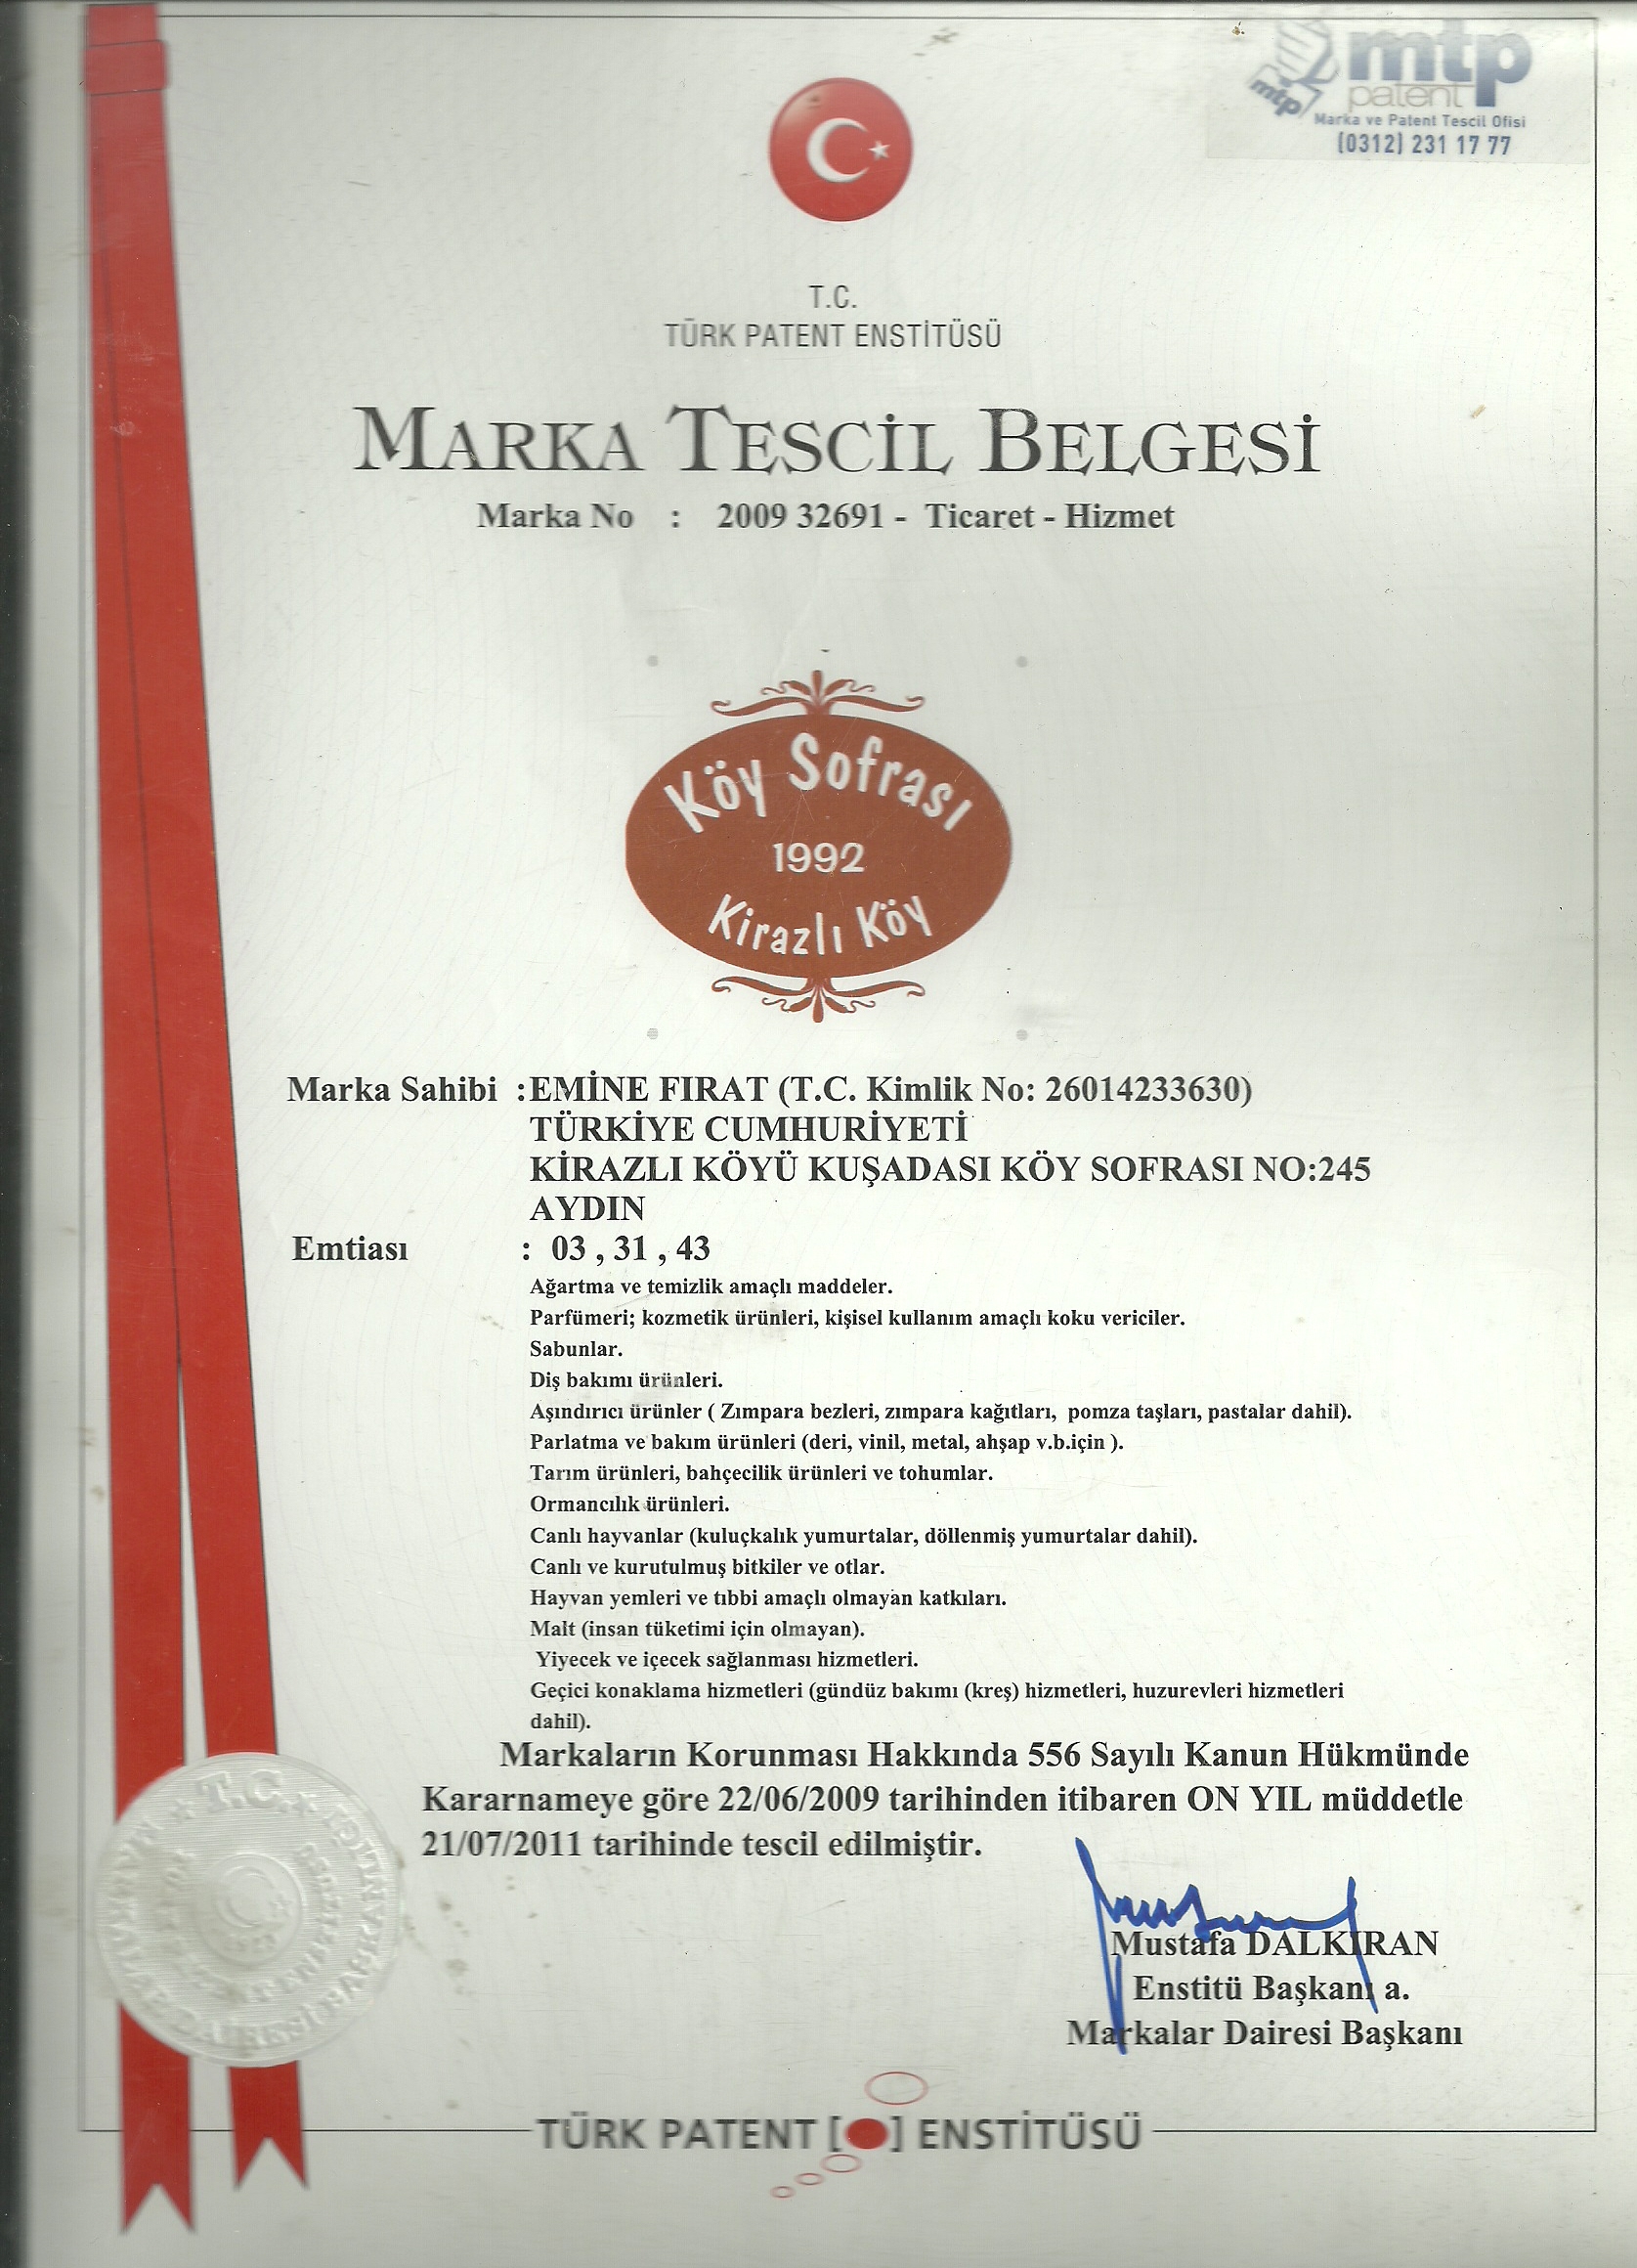 mtp
patent
mtp
Marka ve Patent Tescil Ofisi
(0312) 231 17 77
T.C.
TÜRK PATENT ENSTİTÜSÜ
MARKA TESCİL BELGESİ
Marka No : 2009 32691 - Ticaret - Hizmet
Köy Sofrası
1992
Kirazlı Köy
Marka Sahibi :EMİNE FIRAT (T.C. Kimlik No: 26014233630)
TÜRKİYE CUMHURİYETİ
KİRAZLI KÖYÜ KUŞADASI KÖY SOFRASI NO:245
AYDIN
Emtiası : 03 , 31 , 43
Ağartma ve temizlik amaçlı maddeler.
Parfümeri; kozmetik ürünleri, kişisel kullanım amaçlı koku vericiler.
Sabunlar.
Diş bakımı ürünleri.
Aşındırıcı ürünler ( Zımpara bezleri, zımpara kağıtları, pomza taşları, pastalar dahil).
Parlatma ve bakım ürünleri (deri, vinil, metal, ahşap v.b.için ).
Tarım ürünleri, bahçecilik ürünleri ve tohumlar.
Ormancılık ürünleri.
Canlı hayvanlar (kuluçkalık yumurtalar, döllenmiş yumurtalar dahil).
Canlı ve kurutulmuş bitkiler ve otlar.
Hayvan yemleri ve tıbbi amaçlı olmayan katkıları.
Malt (insan tüketimi için olmayan).
Yiyecek ve içecek sağlanması hizmetleri.
Geçici konaklama hizmetleri (gündüz bakımı (kreş) hizmetleri, huzurevleri hizmetleri
dahil).
Markaların Korunması Hakkında 556 Sayılı Kanun Hükmünde
Kararnameye göre 22/06/2009 tarihinden itibaren ON YIL müddetle
21/07/2011 tarihinde tescil edilmiştir.
Mustafa DALKIRAN
Enstitü Başkanı a.
Markalar Dairesi Başkanı
T.C.
DAİRESİ
TÜRK PATENT [ ] ENSTİTÜSÜ